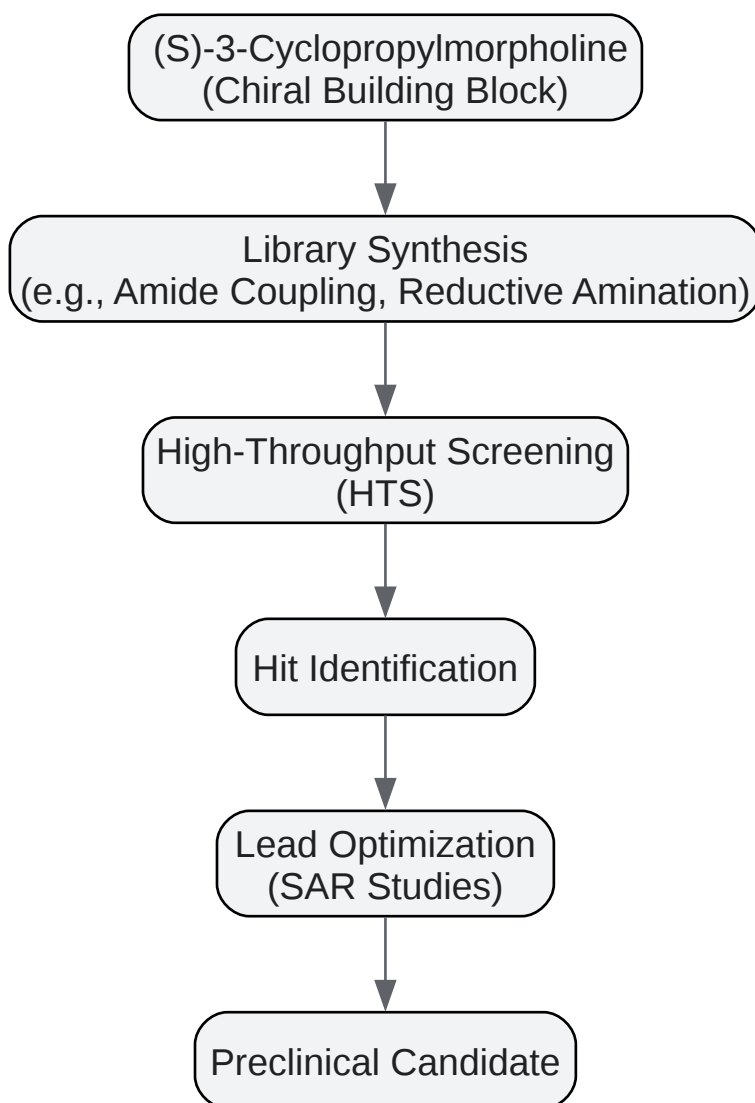 (S)-3-Cyclopropylmorpholine
(Chiral Building Block)
Library Synthesis
(e.g., Amide Coupling, Reductive Amination)
High-Throughput Screening
(HTS)
Hit Identification
Lead Optimization
(SAR Studies)
Preclinical Candidate